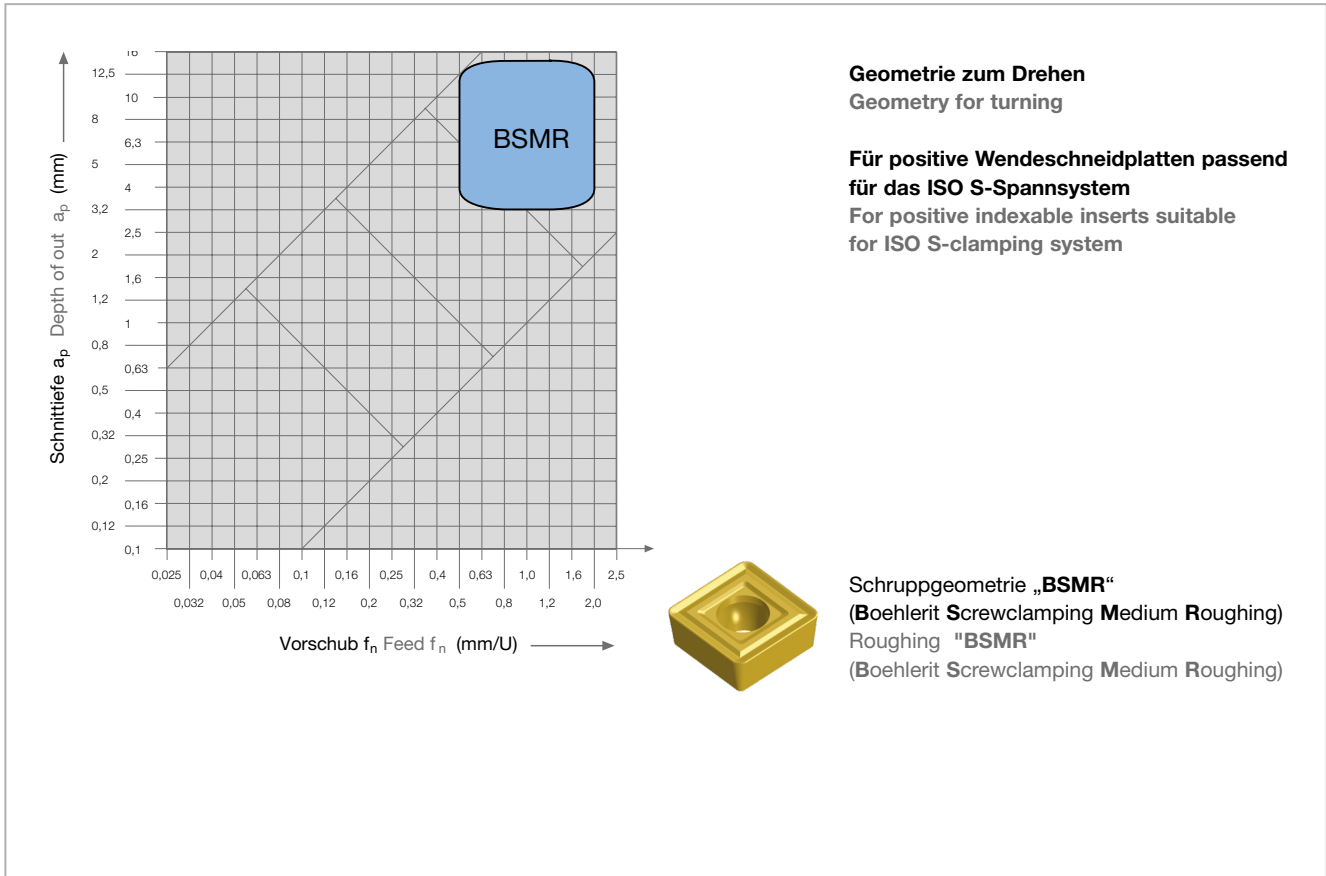 16
12,5
10
8
6,3
5
4
3,2
2,5
2
1,6
1,2
1
0,8
0,63
0,5
0,4
0,32
0,25
0,2
0,16
0,12
0,1
Schnittiefe ap Depth of out ap (mm)
BSMR
0,025 0,04 0,063 0,1 0,16 0,25 0,4 0,63 1,0 1,6 2,5
0,032 0,05 0,08 0,12 0,2 0,32 0,5 0,8 1,2 2,0
Vorschub fn Feed fn (mm/U)
Geometrie zum Drehen
Geometry for turning
Für positive Wendeschneidplatten passend
für das ISO S-Spannsystem
For positive indexable inserts suitable
for ISO S-clamping system
Schruppgeometrie „BSMR“
(Boehlerit Screwclamping Medium Roughing)
Roughing "BSMR"
(Boehlerit Screwclamping Medium Roughing)